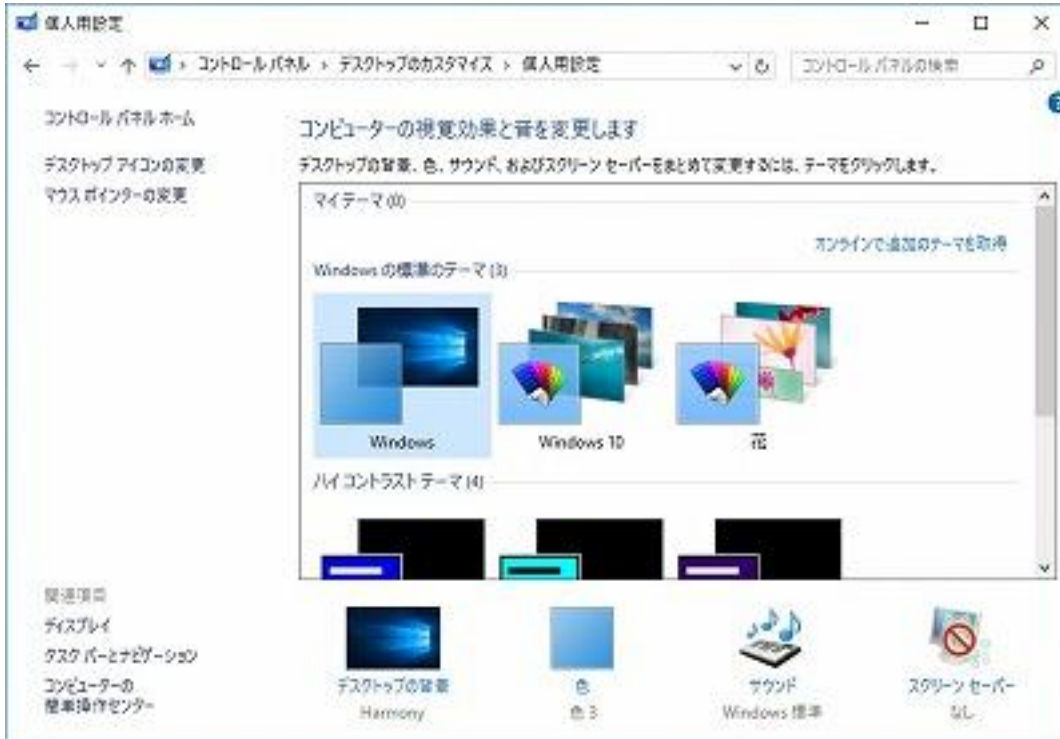 個人用設定
コントロール パネル › デスクトップのカスタマイズ › 個人用設定
コントロール パネルの検索
コントロール パネル ホーム
デスクトップ アイコンの変更
マウス ポインターの変更
コンピューターの視覚効果と音を変更します
デスクトップの背景、色、サウンド、およびスクリーン セーバーをまとめて変更するには、テーマをクリックします。
マイ テーマ (0)
オンラインで追加のテーマを取得
Windows の標準のテーマ (3)
Windows
Windows 10
花
ハイ コントラスト テーマ (4)
関連項目
ディスプレイ
タスク バーとナビゲーション
コンピューターの
簡単操作センター
デスクトップの背景
Harmony
色
色 3
サウンド
Windows 標準
スクリーン セーバー
なし